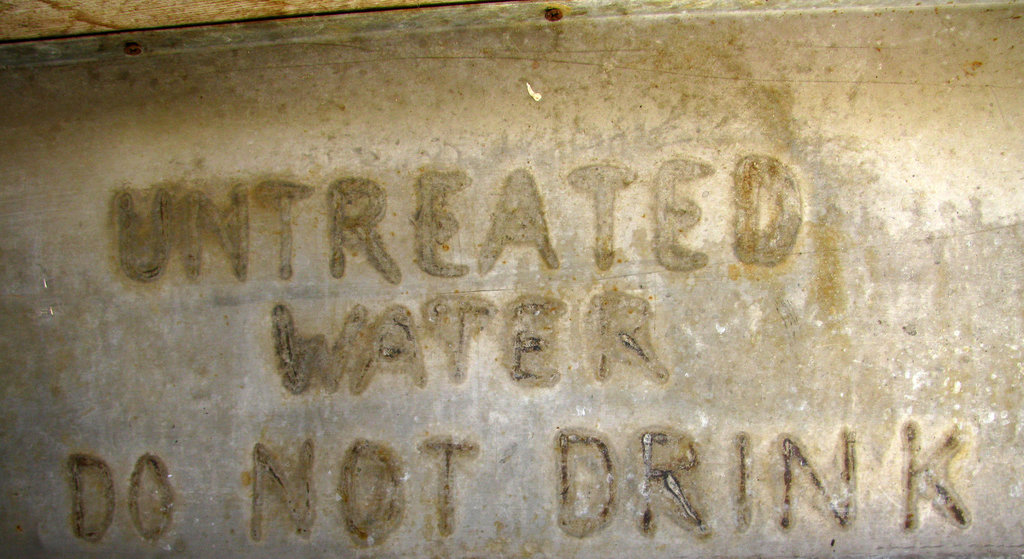 UNTREATED
WATER
DO NOT DRINK